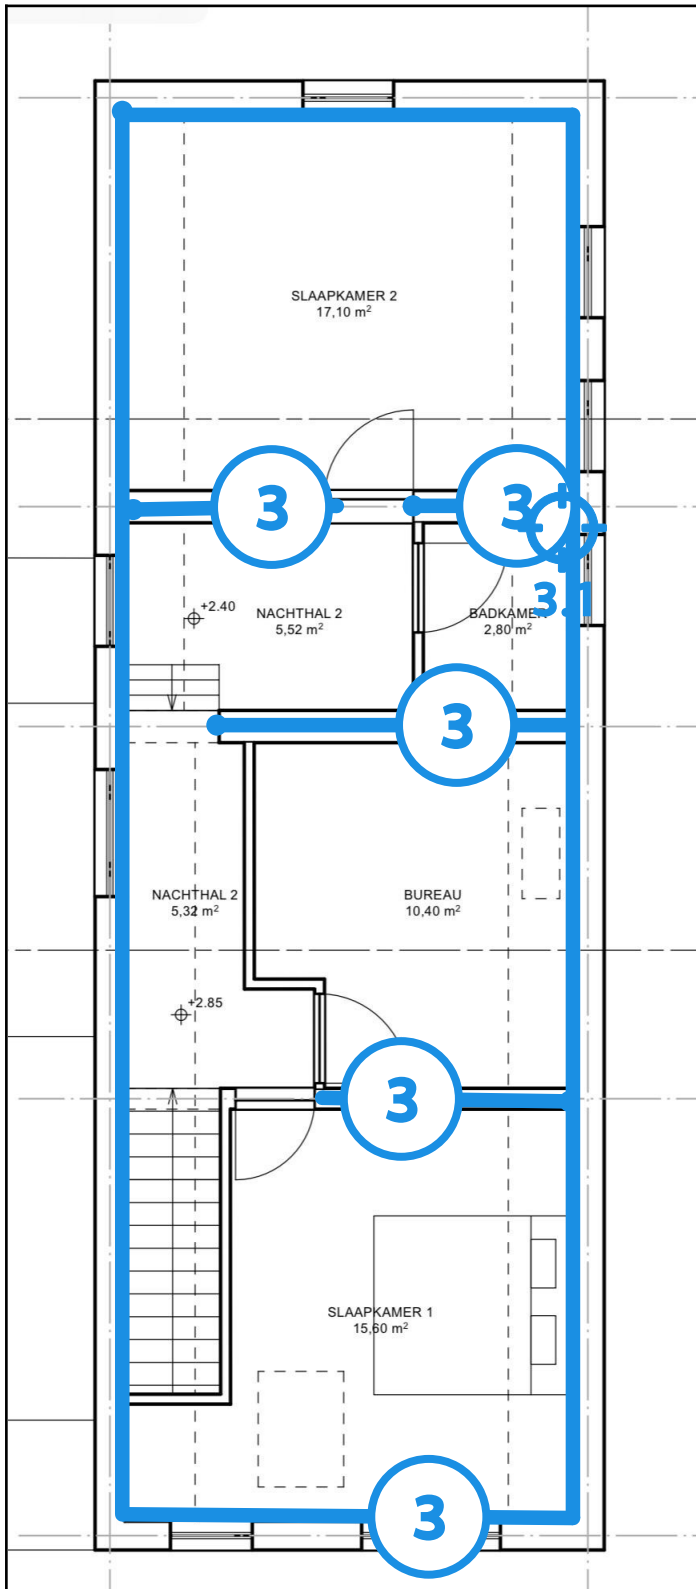 SLAAPKAMER 2
17,10 m²
3
3
3.1
+2.40
NACHTHAL 2
5,52 m²
BADKAMER
2,80 m²
3
NACHTHAL 2
5,32 m²
BUREAU
10,40 m²
+2.85
3
SLAAPKAMER 1
15,60 m²
3